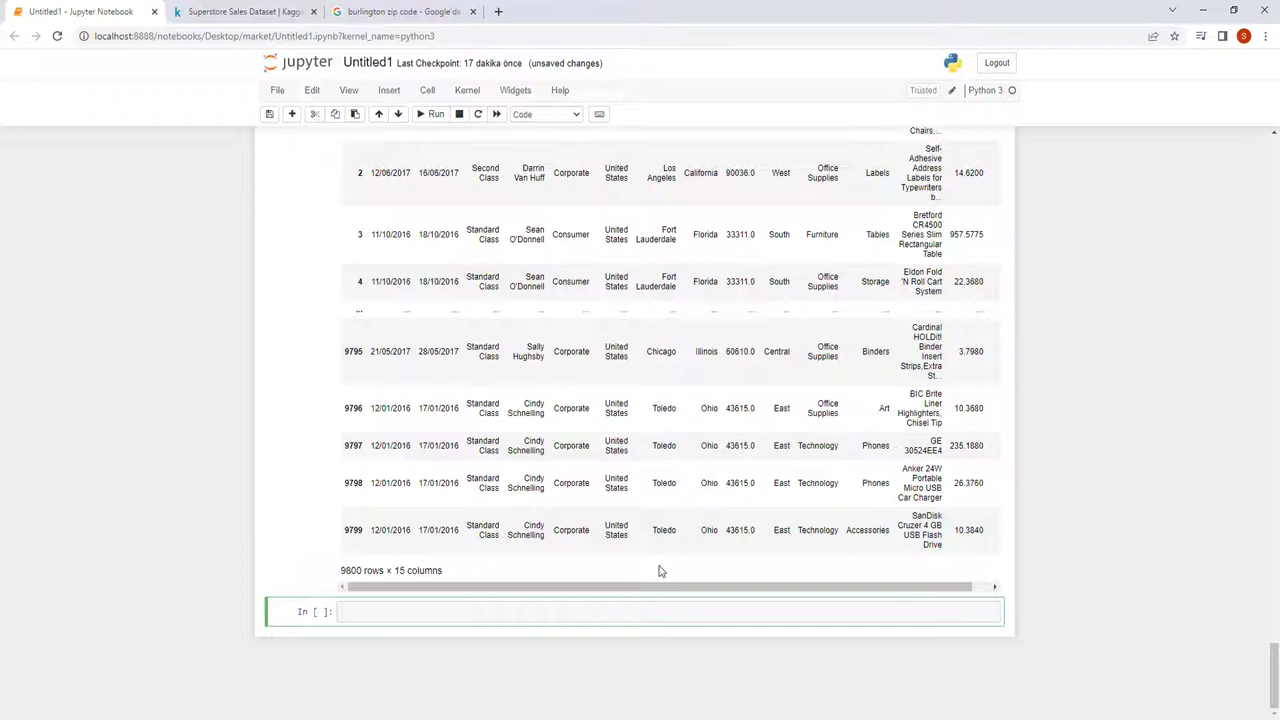 Untitled1 - Jupyter Notebook
Superstore Sales Dataset | Kagg
burlington zip code - Google'da
localhost:8888/notebooks/Desktop/market/Untitled1.ipynb?kernel_name=python3
S
jupyter Untitled1 Last Checkpoint: 17 dakika önce (unsaved changes)
Logout
File Edit View Insert Cell Kernel Widgets Help
Trusted Python 3
Run Code
Chairs,...
2 12/06/2017 16/06/2017 Second Class Darrin Van Huff Corporate United States Los Angeles California 90036.0 West Office Supplies Labels Self-Adhesive Address Labels for Typewriters b... 14.6200
3 11/10/2016 18/10/2016 Standard Class Sean O'Donnell Consumer United States Fort Lauderdale Florida 33311.0 South Furniture Tables Bretford CR4500 Series Slim Rectangular Table 957.5775
4 11/10/2016 18/10/2016 Standard Class Sean O'Donnell Consumer United States Fort Lauderdale Florida 33311.0 South Office Supplies Storage Eldon Fold 'N Roll Cart System 22.3680
... ... ... ... ... ... ... ... ... ... ... ... ... ... ...
9795 21/05/2017 28/05/2017 Standard Class Sally Hughsby Corporate United States Chicago Illinois 60610.0 Central Office Supplies Binders Cardinal HOLDit! Binder Insert Strips,Extra St... 3.7980
9796 12/01/2016 17/01/2016 Standard Class Cindy Schnelling Corporate United States Toledo Ohio 43615.0 East Office Supplies Art BIC Brite Liner Highlighters, Chisel Tip 10.3680
9797 12/01/2016 17/01/2016 Standard Class Cindy Schnelling Corporate United States Toledo Ohio 43615.0 East Technology Phones GE 30524EE4 235.1880
9798 12/01/2016 17/01/2016 Standard Class Cindy Schnelling Corporate United States Toledo Ohio 43615.0 East Technology Phones Anker 24W Portable Micro USB Car Charger 26.3760
9799 12/01/2016 17/01/2016 Standard Class Cindy Schnelling Corporate United States Toledo Ohio 43615.0 East Technology Accessories SanDisk Cruzer 4 GB USB Flash Drive 10.3840
9800 rows × 15 columns
In [ ]: